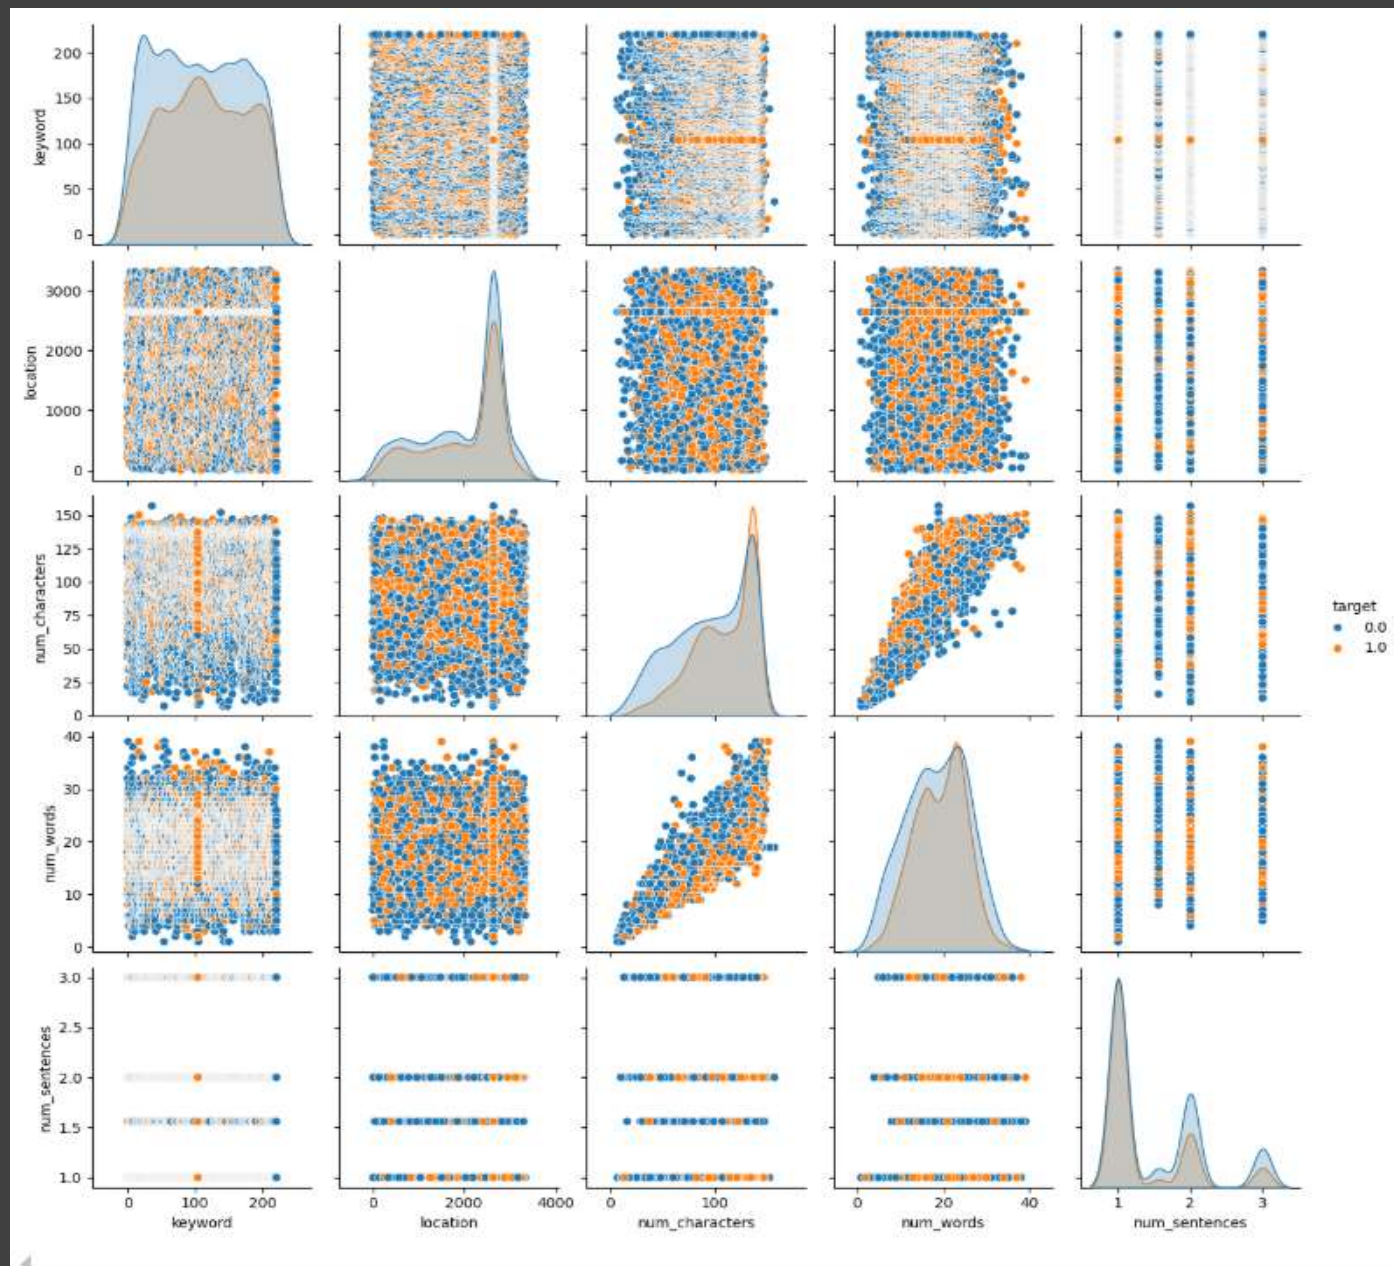 keyword
200
150
100
50
0
location
3000
2000
1000
0
num_characters
150
125
100
75
50
25
0
target
0.0
1.0
num_words
40
30
20
10
0
num_sentences
3.0
2.5
2.0
1.5
1.0
0 100 200
0 2000 4000
0 100
0 20 40
1 2 3
keyword location num_characters num_words num_sentences